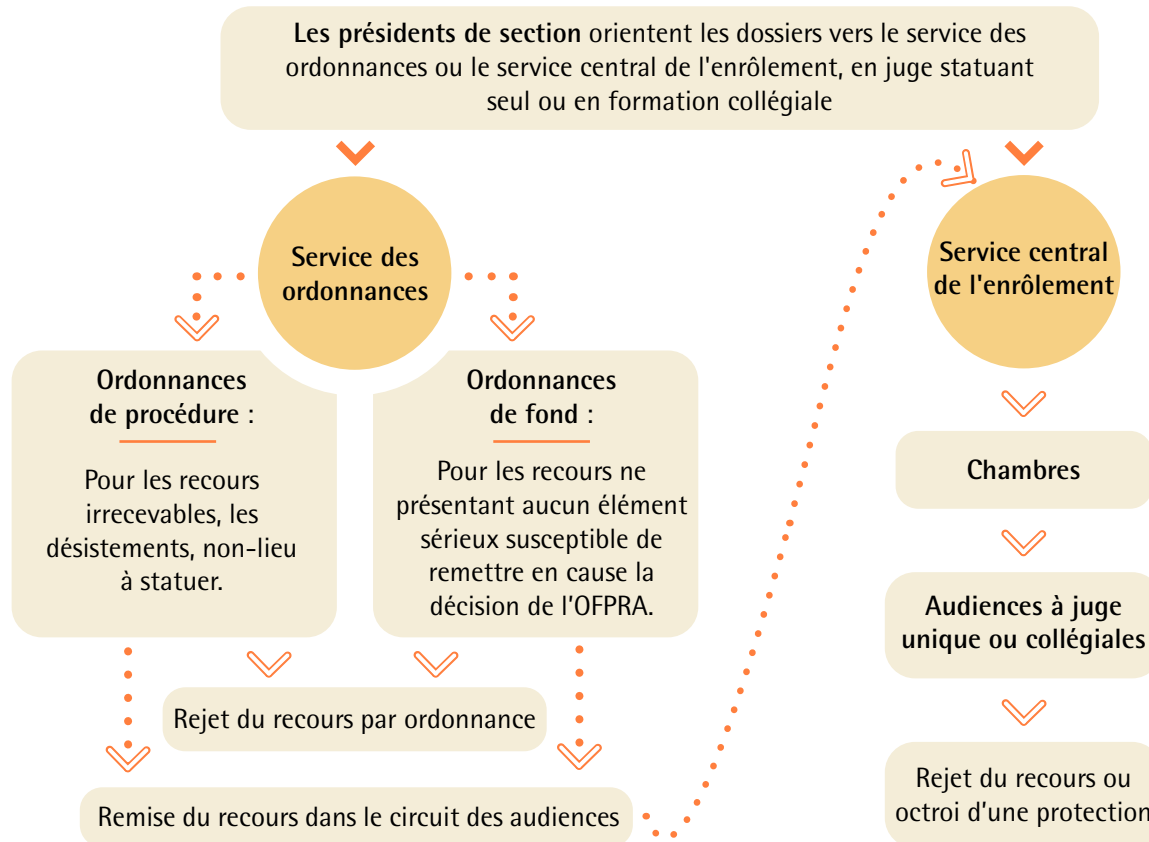 Les présidents de section orientent les dossiers vers le service des
ordonnances ou le service central de l'enrôlement, en juge statuant
seul ou en formation collégiale
Service des
ordonnances
Service central
de l'enrôlement
Ordonnances
de procédure :
Pour les recours
irrecevables, les
désistements, non-lieu
à statuer.
Ordonnances
de fond :
Pour les recours ne
présentant aucun élément
sérieux susceptible de
remettre en cause la
décision de l'OFPRA.
Rejet du recours par ordonnance
Remise du recours dans le circuit des audiences
Chambres
Audiences à juge
unique ou collégiales
Rejet du recours ou
octroi d'une protection